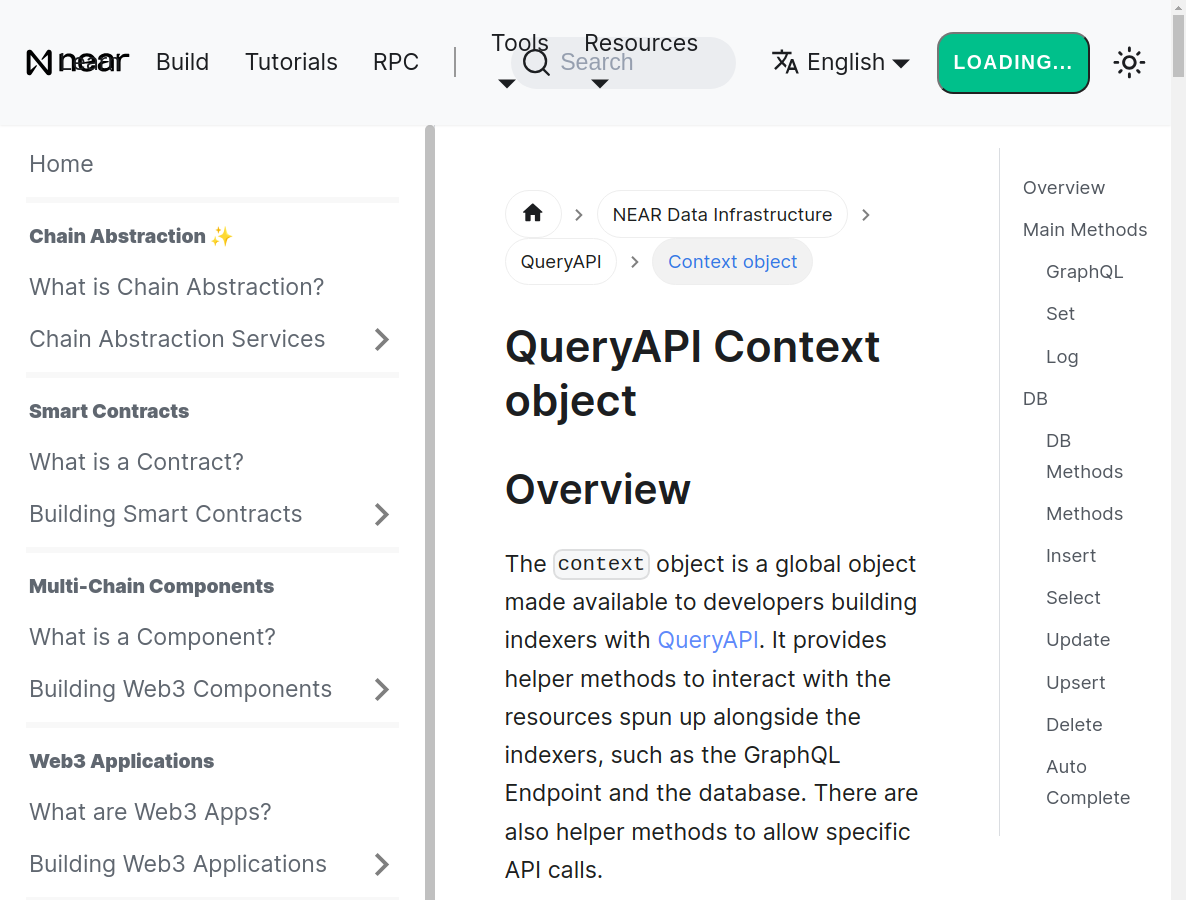 near
Learn
Build
Tutorials
RPC
Tools
Resources
Search
English
LOADING...
Home
Chain Abstraction ✨
What is Chain Abstraction?
Chain Abstraction Services
Smart Contracts
What is a Contract?
Building Smart Contracts
Multi-Chain Components
What is a Component?
Building Web3 Components
Web3 Applications
What are Web3 Apps?
Building Web3 Applications
NEAR Data Infrastructure
QueryAPI
Context object
QueryAPI Context
object
Overview
The context object is a global object
made available to developers building
indexers with QueryAPI. It provides
helper methods to interact with the
resources spun up alongside the
indexers, such as the GraphQL
Endpoint and the database. There are
also helper methods to allow specific
API calls.
Overview
Main Methods
GraphQL
Set
Log
DB
DB
Methods
Methods
Insert
Select
Update
Upsert
Delete
Auto
Complete